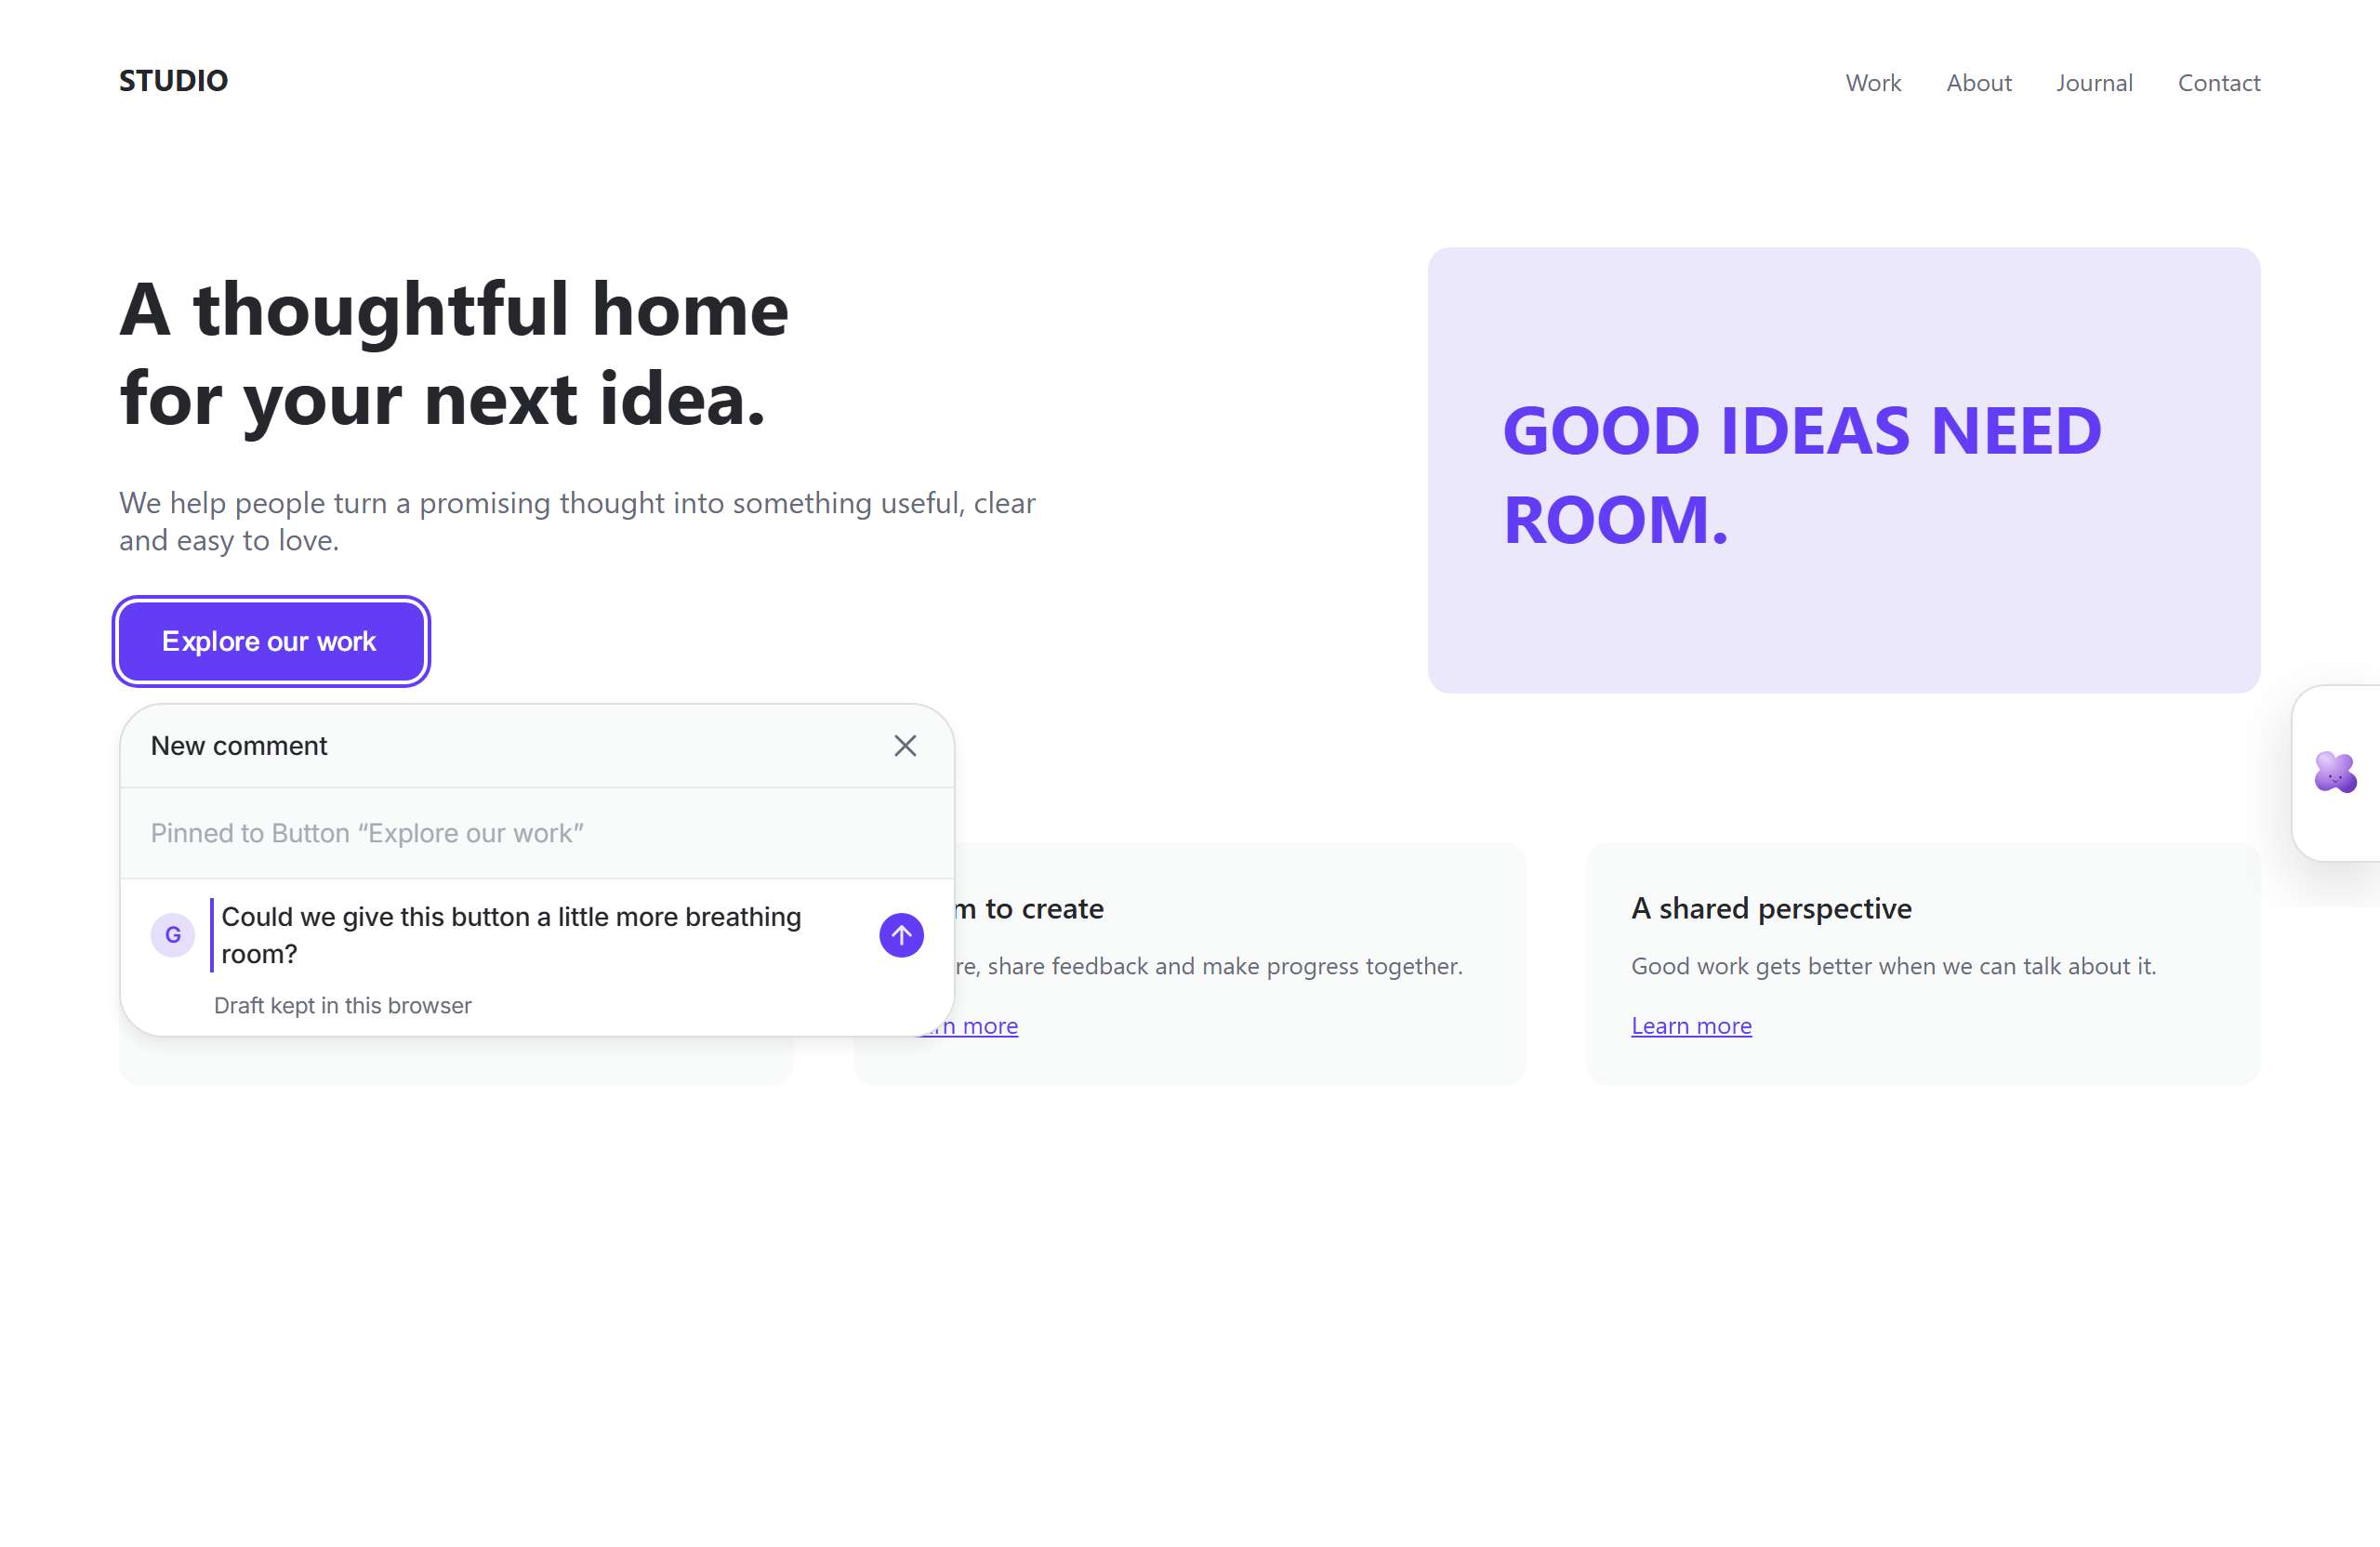 STUDIO
Work
About
Journal
Contact
A thoughtful home
for your next idea.
We help people turn a promising thought into something useful, clear
and easy to love.
Explore our work
GOOD IDEAS NEED
ROOM.
New comment
Pinned to Button “Explore our work”
G
Could we give this button a little more breathing
room?
Draft kept in this browser
to create
share feedback and make progress together.
more
A shared perspective
Good work gets better when we can talk about it.
Learn more